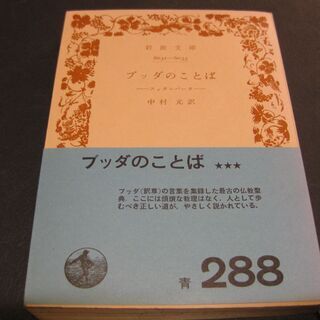 岩波文庫
ブッダのことば
――スッタニパータ――
中村 元訳
ブッダのことば ★★★
ブッダ(釈尊)の言葉を集録した最古の仏教聖
典.ここには煩瑣な教理はなく,人として歩
むべき正しい道が,やさしく説かれている.
青 288